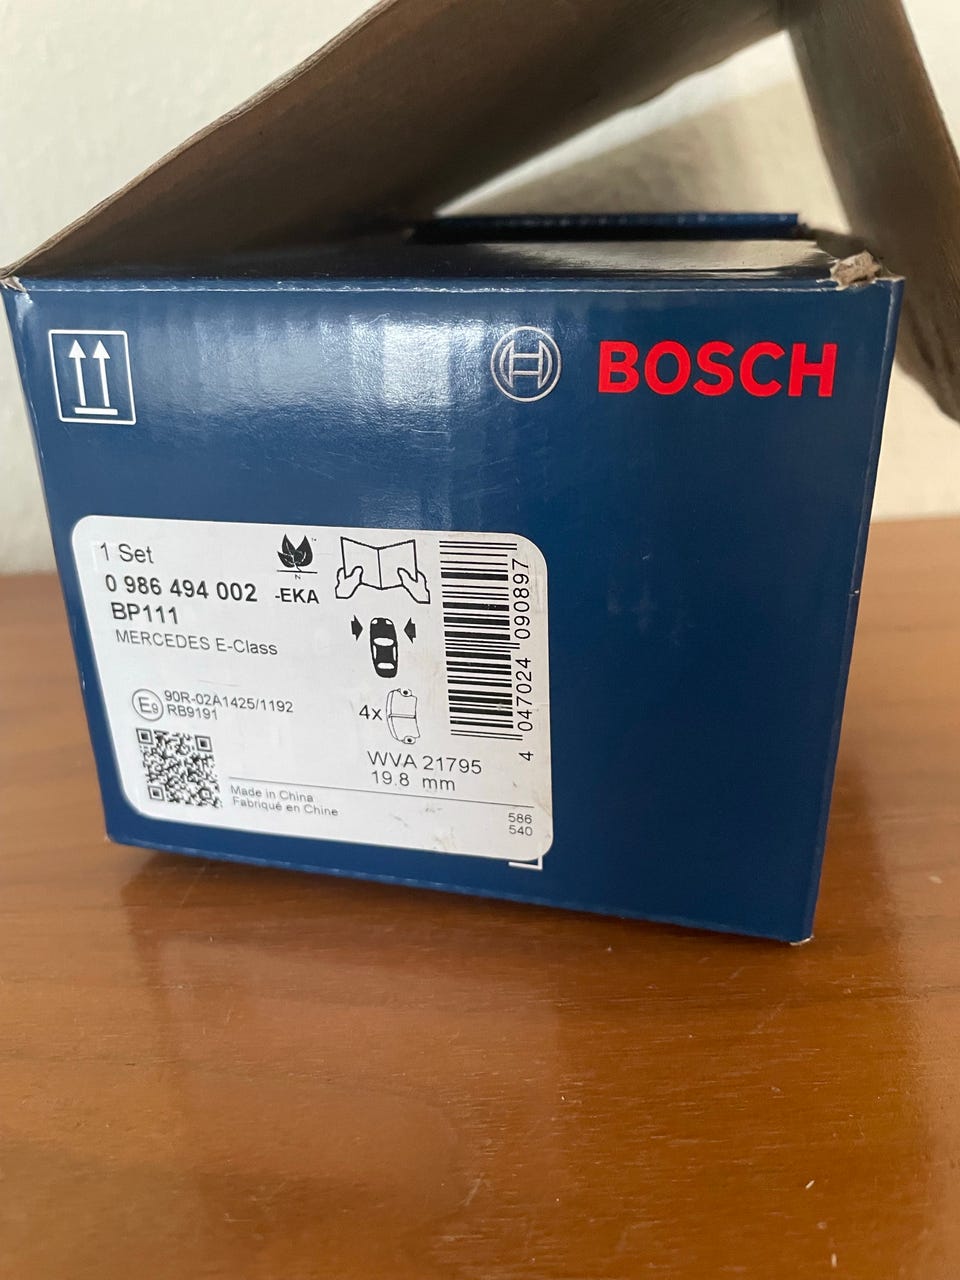 BOSCH
1 Set
0 986 494 002 -EKA
BP111
MERCEDES E-Class
N
E9 90R-02A1425/1192
RB9191
4x
WVA 21795
19.8 mm
Made in China
Fabriqué en Chine
586
540
4 047024 090897